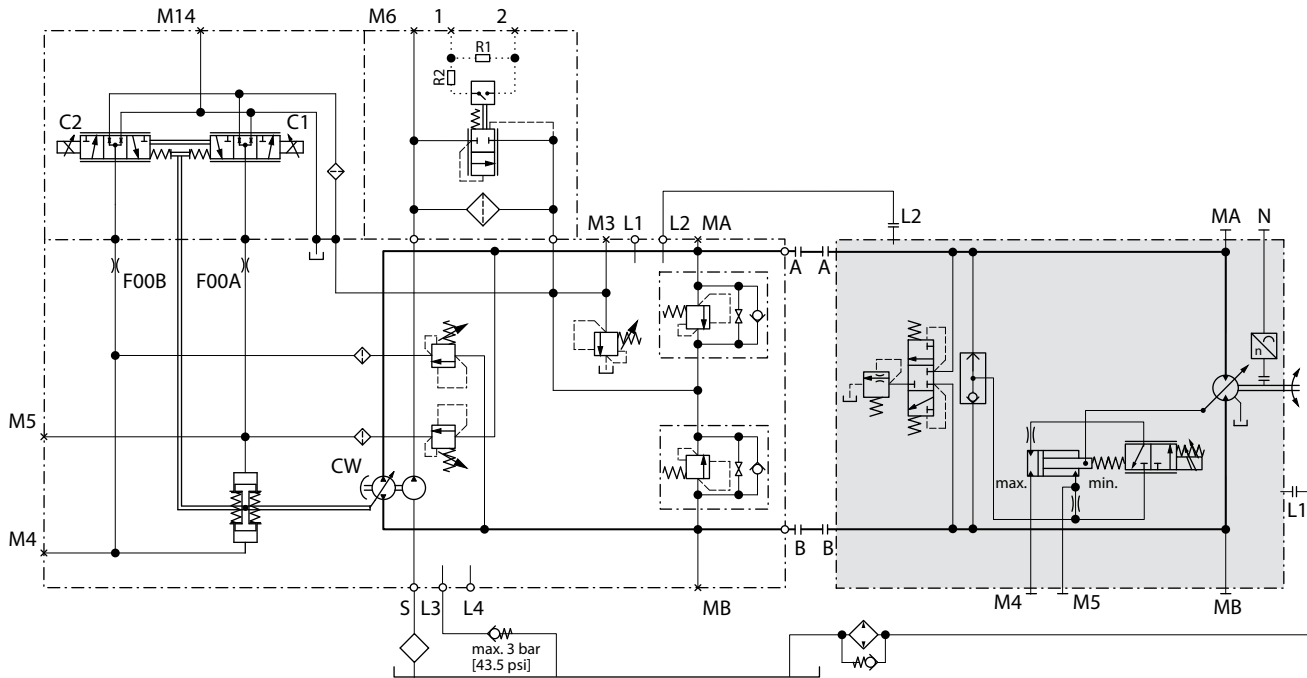 M14
M6
1
2
R1
R2
C2
C1
M3
L1
L2
MA
L2
MA
N
F00B
F00A
A
A
n
M5
CW
max.
min.
L1
M4
B
B
S
L3
L4
MB
M4
M5
MB
max. 3 bar
[43.5 psi]